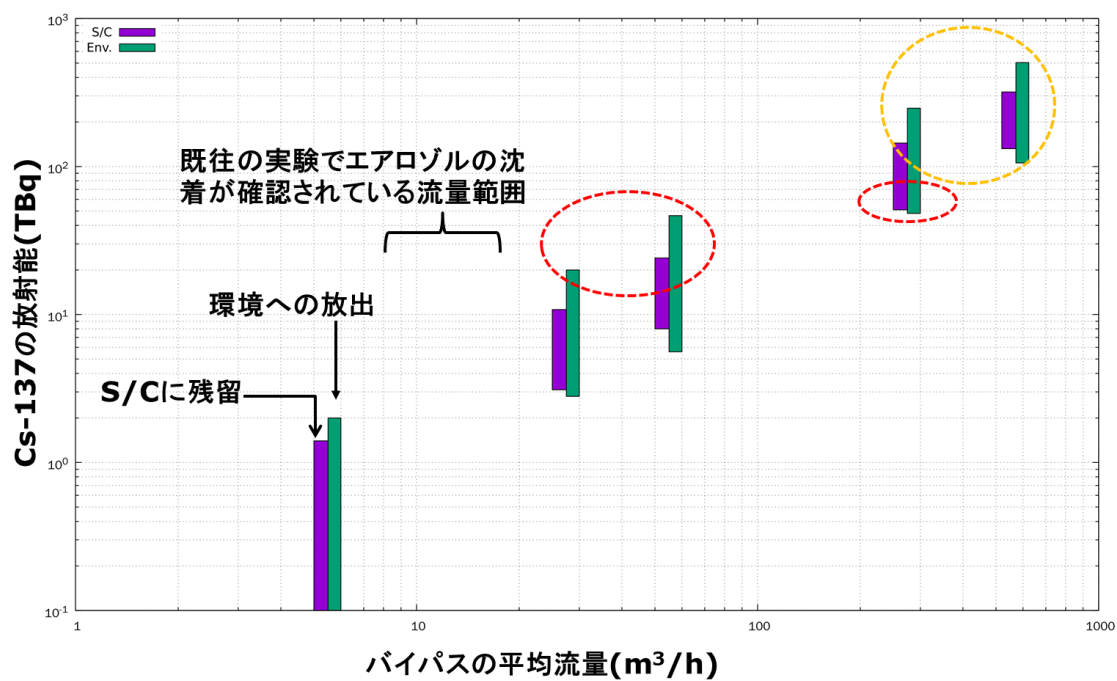 S/C
Env.
10³
10²
10¹
10⁰
10⁻¹
Cs-137の放射能(TBq)
既往の実験でエアロゾルの沈
着が確認されている流量範囲
環境への放出
S/Cに残留
1
10
100
1000
バイパスの平均流量(m³/h)